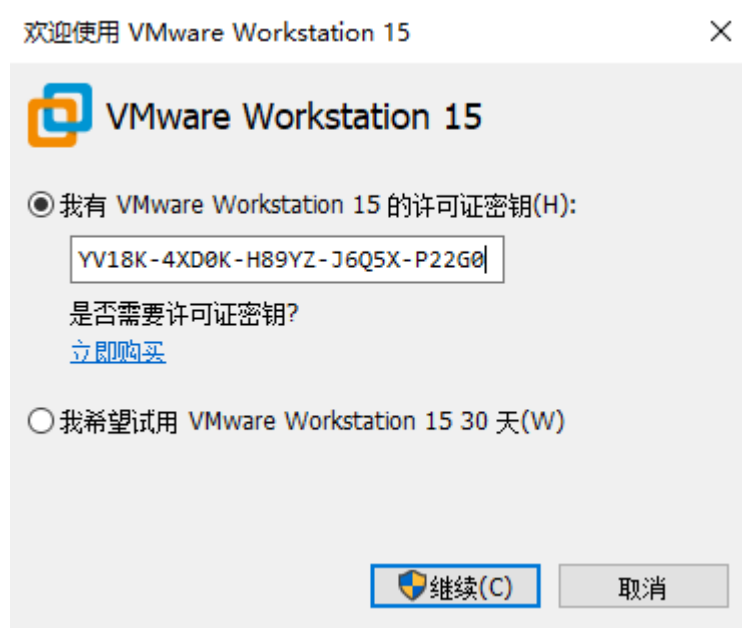 欢迎使用 VMware Workstation 15
VMware Workstation 15
我有 VMware Workstation 15 的许可证密钥(H):
YV18K-4XD0K-H89YZ-J6Q5X-P22G0
是否需要许可证密钥?
立即购买
我希望试用 VMware Workstation 15 30 天(W)
继续(C) 取消